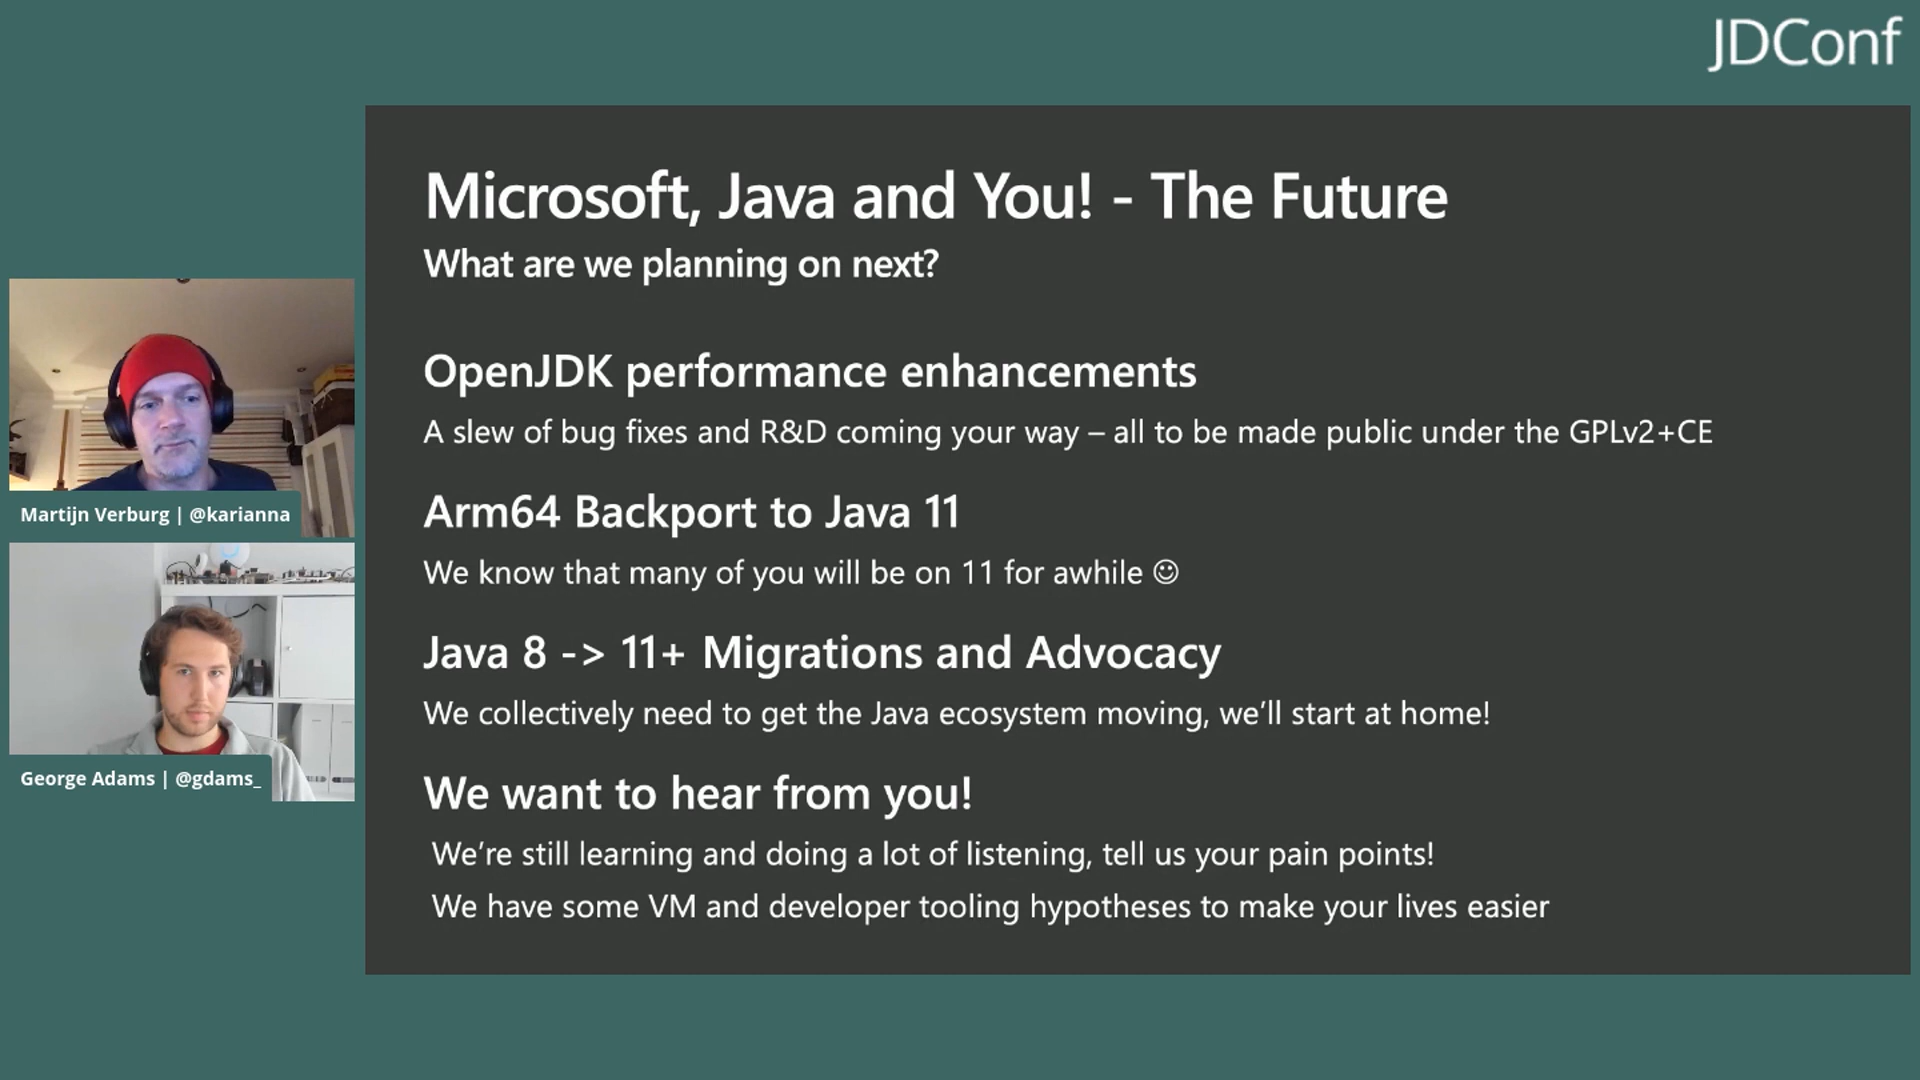 JDConf
Microsoft, Java and You! - The Future
What are we planning on next?
OpenJDK performance enhancements
A slew of bug fixes and R&D coming your way – all to be made public under the GPLv2+CE
Arm64 Backport to Java 11
We know that many of you will be on 11 for awhile ☺
Java 8 -> 11+ Migrations and Advocacy
We collectively need to get the Java ecosystem moving, we’ll start at home!
We want to hear from you!
We’re still learning and doing a lot of listening, tell us your pain points!
We have some VM and developer tooling hypotheses to make your lives easier
Martijn Verburg | @karianna
George Adams | @gdams_